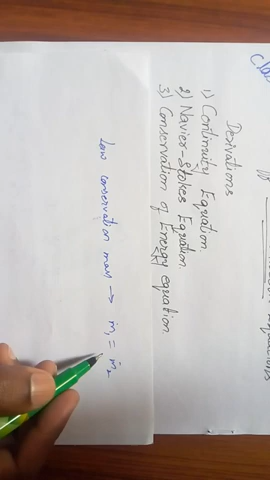 Derivations
1) Continuity Equation.
2) Navier-Stokes Equation.
3) Conservation of Energy equation.
Law conservation mass → ṁ₁ = ṁ₂